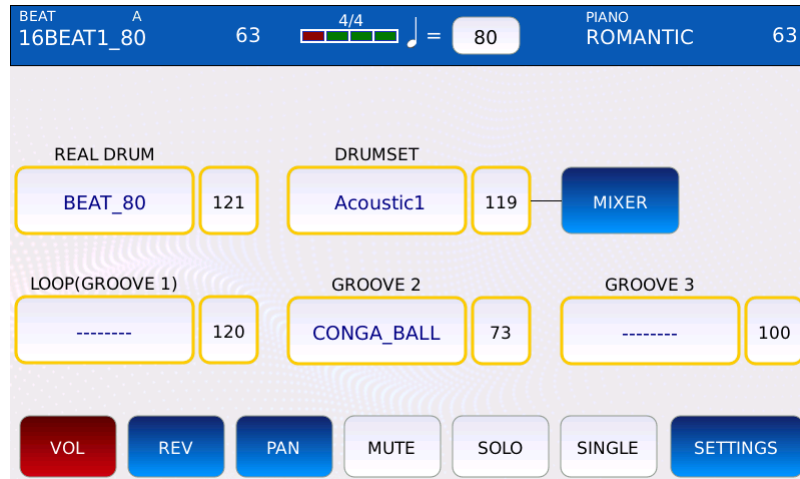 BEAT A
16BEAT1_80 63
4/4
= 80
PIANO
ROMANTIC 63
REAL DRUM
BEAT_80 121
DRUMSET
Acoustic1 119
MIXER
LOOP(GROOVE 1)
-------- 120
GROOVE 2
CONGA_BALL 73
GROOVE 3
-------- 100
VOL REV PAN MUTE SOLO SINGLE SETTINGS